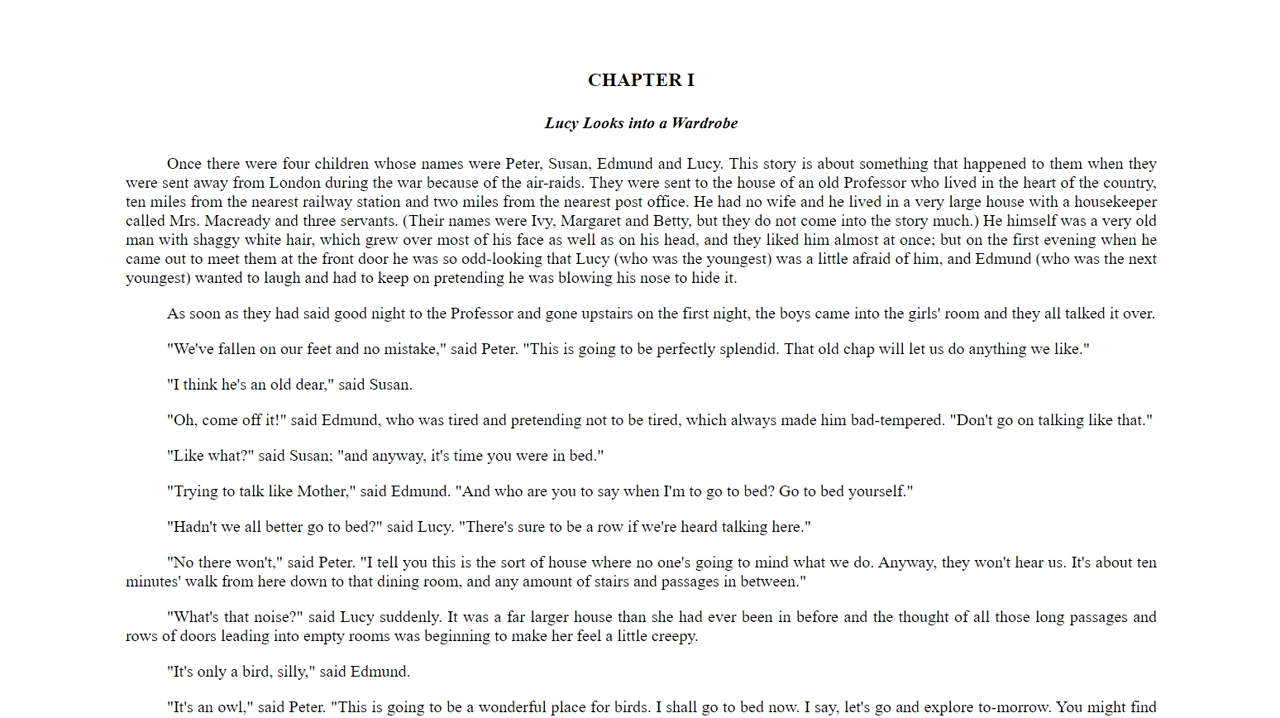 CHAPTER I
Lucy Looks into a Wardrobe
Once there were four children whose names were Peter, Susan, Edmund and Lucy. This story is about something that happened to them when they
were sent away from London during the war because of the air-raids. They were sent to the house of an old Professor who lived in the heart of the country,
ten miles from the nearest railway station and two miles from the nearest post office. He had no wife and he lived in a very large house with a housekeeper
called Mrs. Macready and three servants. (Their names were Ivy, Margaret and Betty, but they do not come into the story much.) He himself was a very old
man with shaggy white hair, which grew over most of his face as well as on his head, and they liked him almost at once; but on the first evening when he
came out to meet them at the front door he was so odd-looking that Lucy (who was the youngest) was a little afraid of him, and Edmund (who was the next
youngest) wanted to laugh and had to keep on pretending he was blowing his nose to hide it.
As soon as they had said good night to the Professor and gone upstairs on the first night, the boys came into the girls' room and they all talked it over.
"We've fallen on our feet and no mistake," said Peter. "This is going to be perfectly splendid. That old chap will let us do anything we like."
"I think he's an old dear," said Susan.
"Oh, come off it!" said Edmund, who was tired and pretending not to be tired, which always made him bad-tempered. "Don't go on talking like that."
"Like what?" said Susan; "and anyway, it's time you were in bed."
"Trying to talk like Mother," said Edmund. "And who are you to say when I'm to go to bed? Go to bed yourself."
"Hadn't we all better go to bed?" said Lucy. "There's sure to be a row if we're heard talking here."
"No there won't," said Peter. "I tell you this is the sort of house where no one's going to mind what we do. Anyway, they won't hear us. It's about ten
minutes' walk from here down to that dining room, and any amount of stairs and passages in between."
"What's that noise?" said Lucy suddenly. It was a far larger house than she had ever been in before and the thought of all those long passages and
rows of doors leading into empty rooms was beginning to make her feel a little creepy.
"It's only a bird, silly," said Edmund.
"It's an owl," said Peter. "This is going to be a wonderful place for birds. I shall go to bed now. I say, let's go and explore to-morrow. You might find